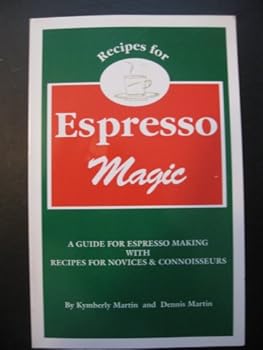 Recipes for
Espresso
Magic
A GUIDE FOR ESPRESSO MAKING
WITH
RECIPES FOR NOVICES & CONNOISSEURS
By Kymberly Martin and Dennis Martin